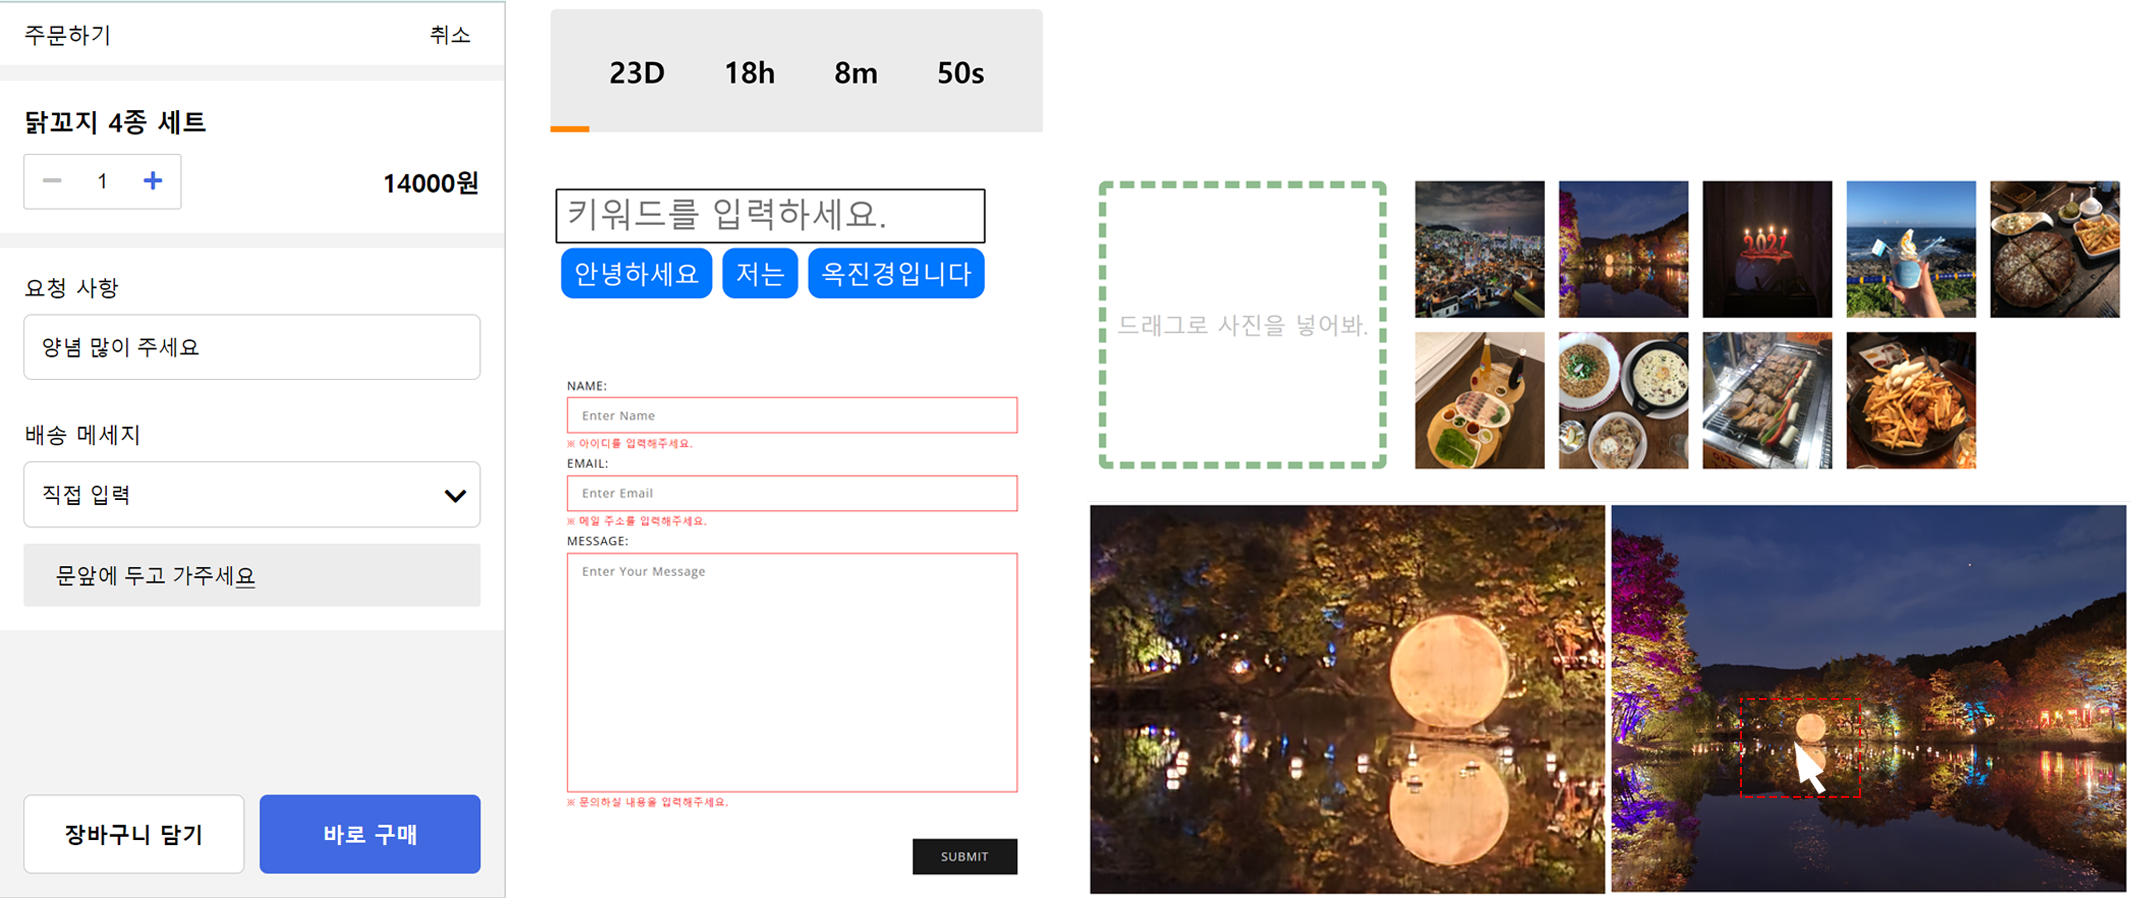 주문하기 취소
닭꼬지 4종 세트
1
14000원
요청 사항
양념 많이 주세요
배송 메세지
직접 입력
문앞에 두고 가주세요
장바구니 담기 바로 구매
23D 18h 8m 50s
키워드를 입력하세요.
안녕하세요 저는 옥진경입니다
NAME:
Enter Name
※ 아이디를 입력해주세요.
EMAIL:
Enter Email
※ 메일 주소를 입력해주세요.
MESSAGE:
Enter Your Message
※ 문의하실 내용을 입력해주세요.
SUBMIT
드래그로 사진을 넣어봐.
2021